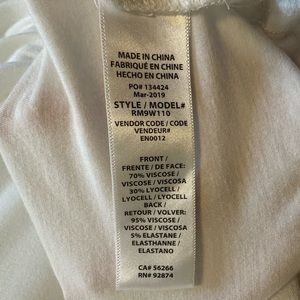 MADE IN CHINA
FABRIQUÉ EN CHINE
HECHO EN CHINA
PO# 134424
Mar-2019
STYLE / MODEL#
RM9W110
VENDOR CODE / CODE
VENDEUR#
EN0012
FRONT /
FRENTE / DE FACE:
70% VISCOSE /
VISCOSE / VISCOSA
30% LYOCELL /
LYOCELL / LYOCELL
BACK /
RETOUR / VOLVER:
95% VISCOSE /
VISCOSE / VISCOSA
5% ELASTANE /
ELASTHANNE /
ELASTANO
CA# 56266
RN# 92874